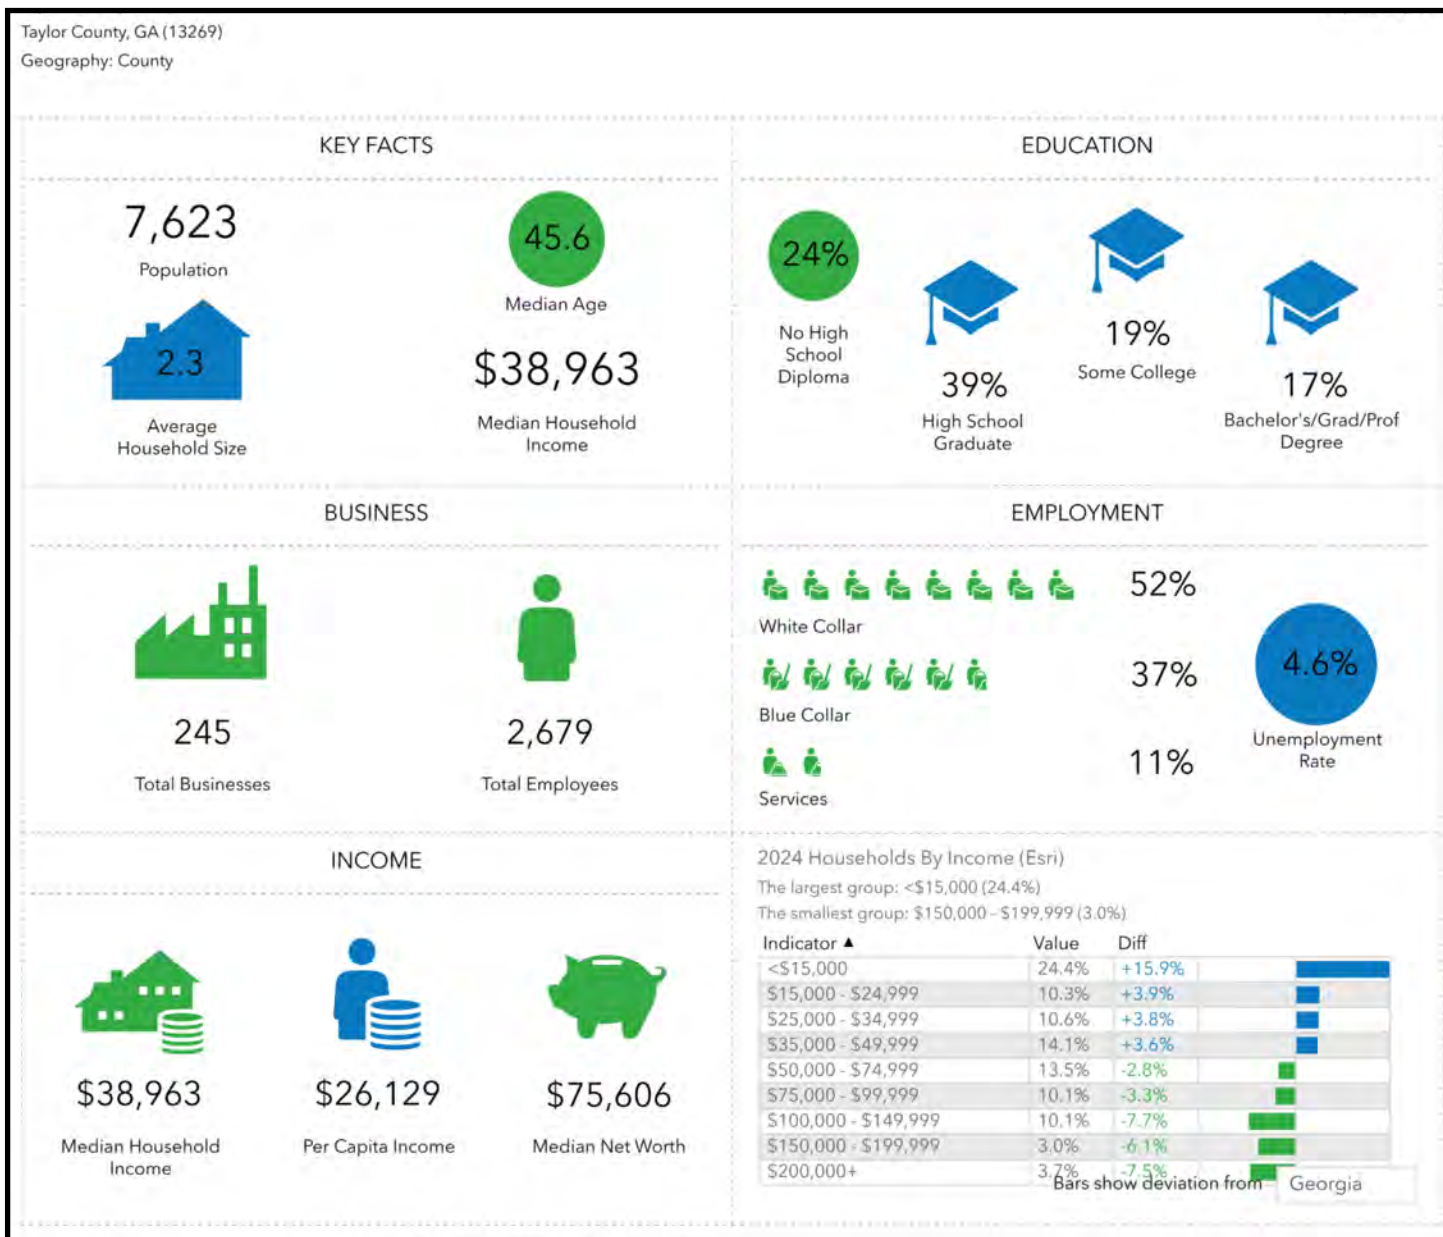 Taylor County, GA (13269)
Geography: County
KEY FACTS
7,623
Population
45.6
Median Age
2.3
Average
Household Size
$38,963
Median Household
Income
EDUCATION
24%
No High
School
Diploma
39%
High School
Graduate
19%
Some College
17%
Bachelor's/Grad/Prof
Degree
BUSINESS
245
Total Businesses
2,679
Total Employees
EMPLOYMENT
52%
White Collar
37%
Blue Collar
11%
Services
4.6%
Unemployment
Rate
INCOME
$38,963
Median Household
Income
$26,129
Per Capita Income
$75,606
Median Net Worth
2024 Households By Income (Esri)
The largest group: <$15,000 (24.4%)
The smallest group: $150,000 - $199,999 (3.0%)
Indicator ▲ Value Diff
<$15,000 24.4% +15.9%
$15,000 - $24,999 10.3% +3.9%
$25,000 - $34,999 10.6% +3.8%
$35,000 - $49,999 14.1% +3.6%
$50,000 - $74,999 13.5% -2.8%
$75,000 - $99,999 10.1% -3.3%
$100,000 - $149,999 10.1% -7.7%
$150,000 - $199,999 3.0% -6.1%
$200,000+ 3.7% -7.5%
Bars show deviation from Georgia